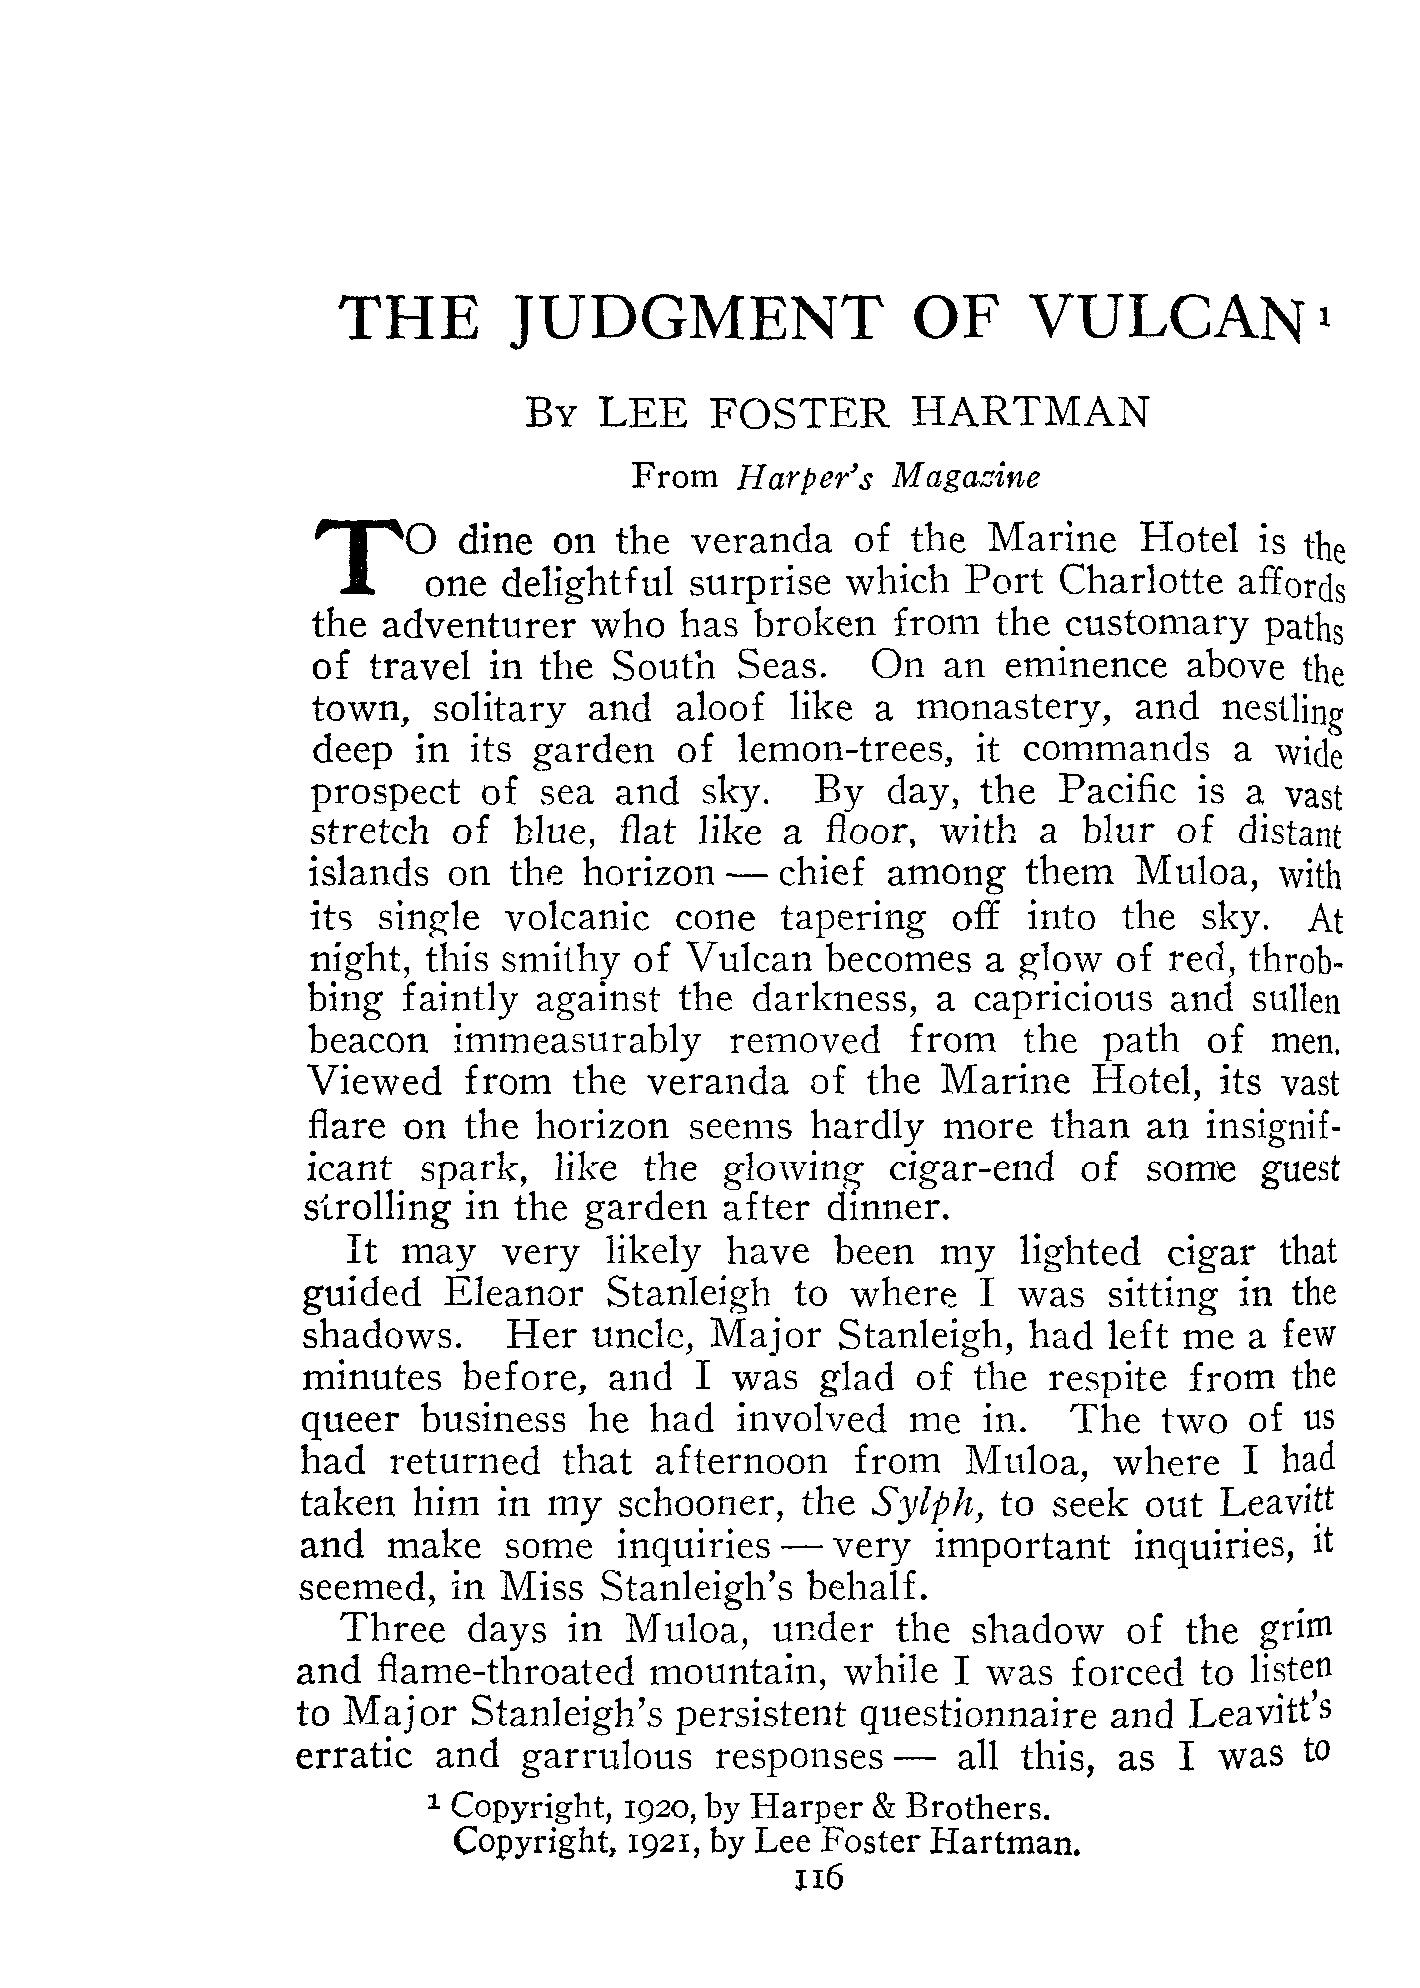 THE JUDGMENT OF VULCAN ¹
By LEE FOSTER HARTMAN
From Harper's Magazine
TO dine on the veranda of the Marine Hotel is the
one delightful surprise which Port Charlotte affords
the adventurer who has broken from the customary paths
of travel in the South Seas. On an eminence above the
town, solitary and aloof like a monastery, and nestling
deep in its garden of lemon-trees, it commands a wide
prospect of sea and sky. By day, the Pacific is a vast
stretch of blue, flat like a floor, with a blur of distant
islands on the horizon — chief among them Muloa, with
its single volcanic cone tapering off into the sky. At
night, this smithy of Vulcan becomes a glow of red, throb-
bing faintly against the darkness, a capricious and sullen
beacon immeasurably removed from the path of men.
Viewed from the veranda of the Marine Hotel, its vast
flare on the horizon seems hardly more than an insignif-
icant spark, like the glowing cigar-end of some guest
strolling in the garden after dinner.
It may very likely have been my lighted cigar that
guided Eleanor Stanleigh to where I was sitting in the
shadows. Her uncle, Major Stanleigh, had left me a few
minutes before, and I was glad of the respite from the
queer business he had involved me in. The two of us
had returned that afternoon from Muloa, where I had
taken him in my schooner, the Sylph, to seek out Leavitt
and make some inquiries — very important inquiries, it
seemed, in Miss Stanleigh's behalf.
Three days in Muloa, under the shadow of the grim
and flame-throated mountain, while I was forced to listen
to Major Stanleigh's persistent questionnaire and Leavitt's
erratic and garrulous responses — all this, as I was to
¹ Copyright, 1920, by Harper & Brothers.
Copyright, 1921, by Lee Foster Hartman.
116